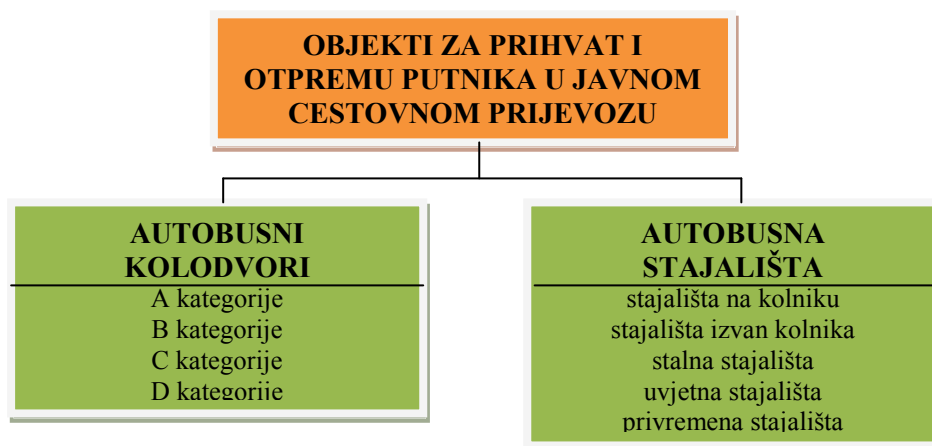 OBJEKTI ZA PRIHVAT I
OTPREMU PUTNIKA U JAVNOM
CESTOVNOM PRIJEVOZU
AUTOBUSNI
KOLODVORI
A kategorije
B kategorije
C kategorije
D kategorije
AUTOBUSNA
STAJALIŠTA
stajališta na kolniku
stajališta izvan kolnika
stalna stajališta
uvjetna stajališta
privremena stajališta